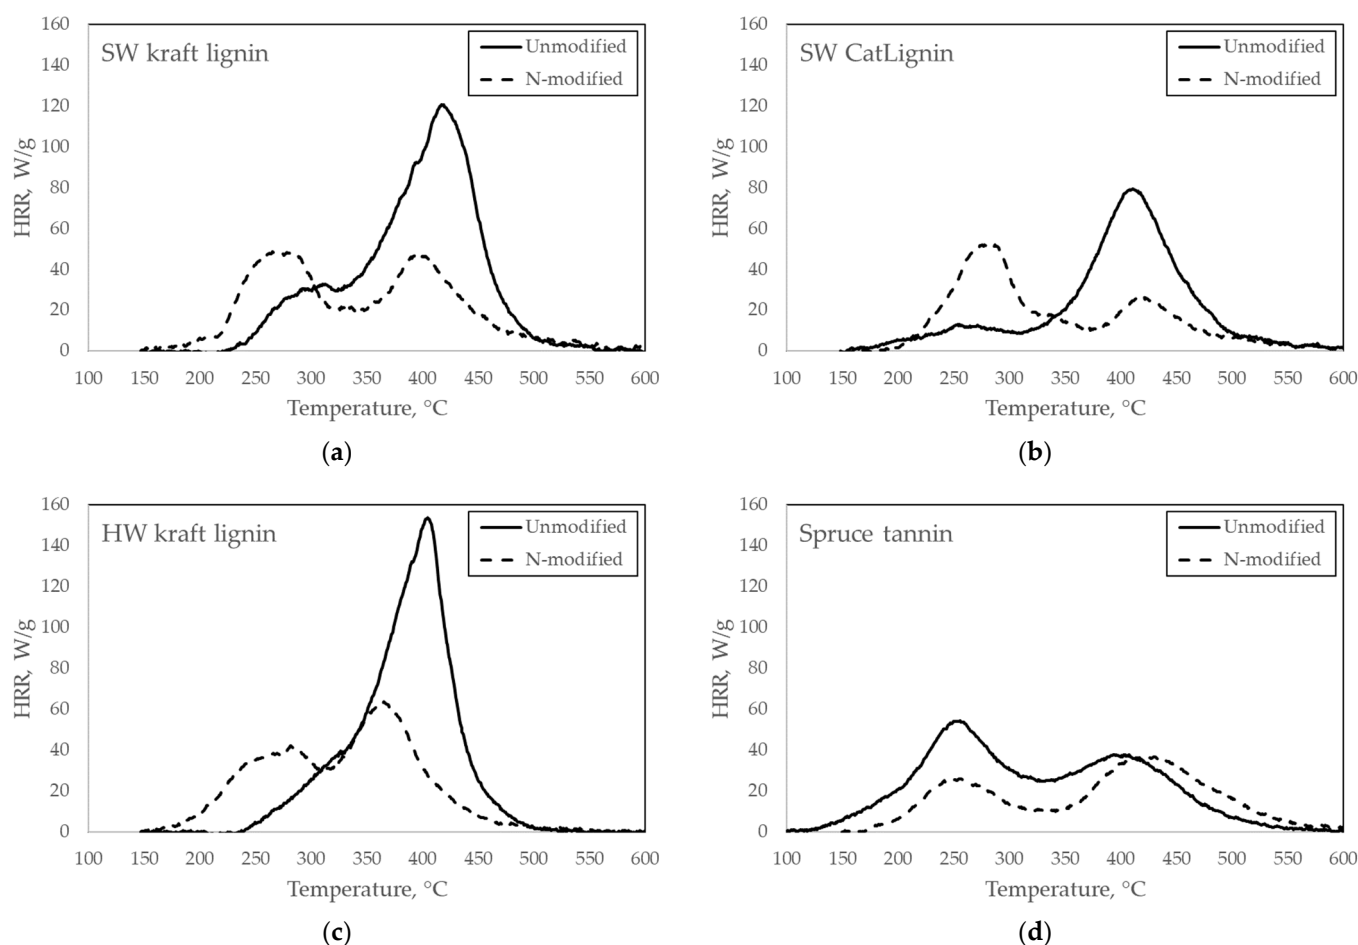 SW kraft lignin
Unmodified
N-modified
HRR, W/g
160
140
120
100
80
60
40
20
0
100 150 200 250 300 350 400 450 500 550 600
Temperature, °C
(a)
SW CatLignin
Unmodified
N-modified
HRR, W/g
160
140
120
100
80
60
40
20
0
100 150 200 250 300 350 400 450 500 550 600
Temperature, °C
(b)
HW kraft lignin
Unmodified
N-modified
HRR, W/g
160
140
120
100
80
60
40
20
0
100 150 200 250 300 350 400 450 500 550 600
Temperature, °C
(c)
Spruce tannin
Unmodified
N-modified
HRR, W/g
160
140
120
100
80
60
40
20
0
100 150 200 250 300 350 400 450 500 550 600
Temperature, °C
(d)